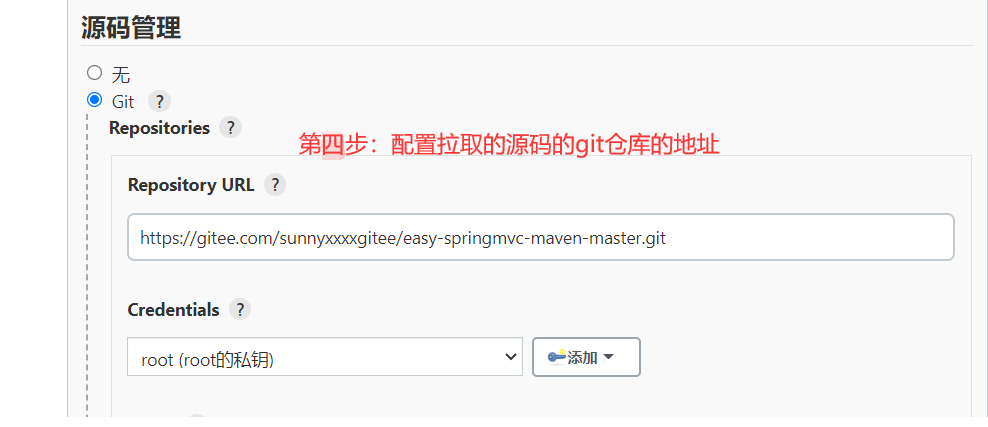 源码管理
无
Git ?
Repositories ?
第四步：配置拉取的源码的git仓库的地址
Repository URL ?
https://gitee.com/sunnyxxxxgitee/easy-springmvc-maven-master.git
Credentials ?
root (root的私钥)
添加